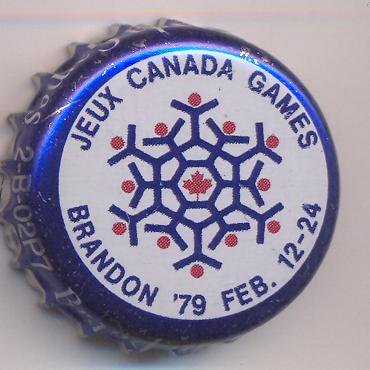 JEUX CANADA GAMES
BRANDON '79 FEB. 12-24
2-B-02P7